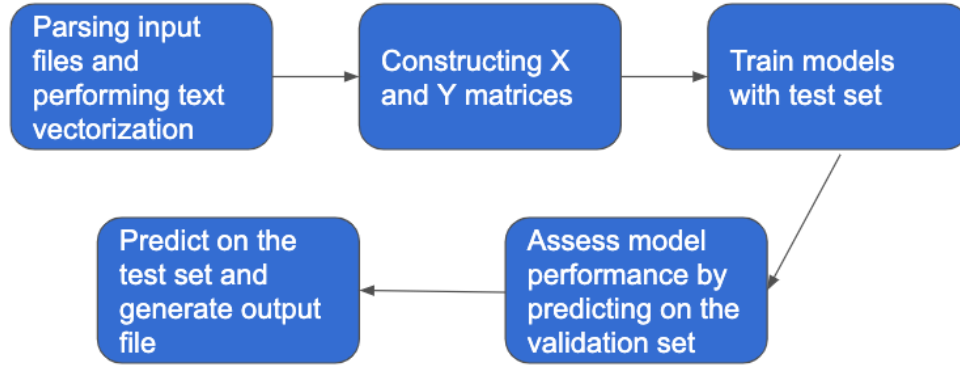 Parsing input
files and
performing text
vectorization
Constructing X
and Y matrices
Train models
with test set
Assess model
performance by
predicting on the
validation set
Predict on the
test set and
generate output
file